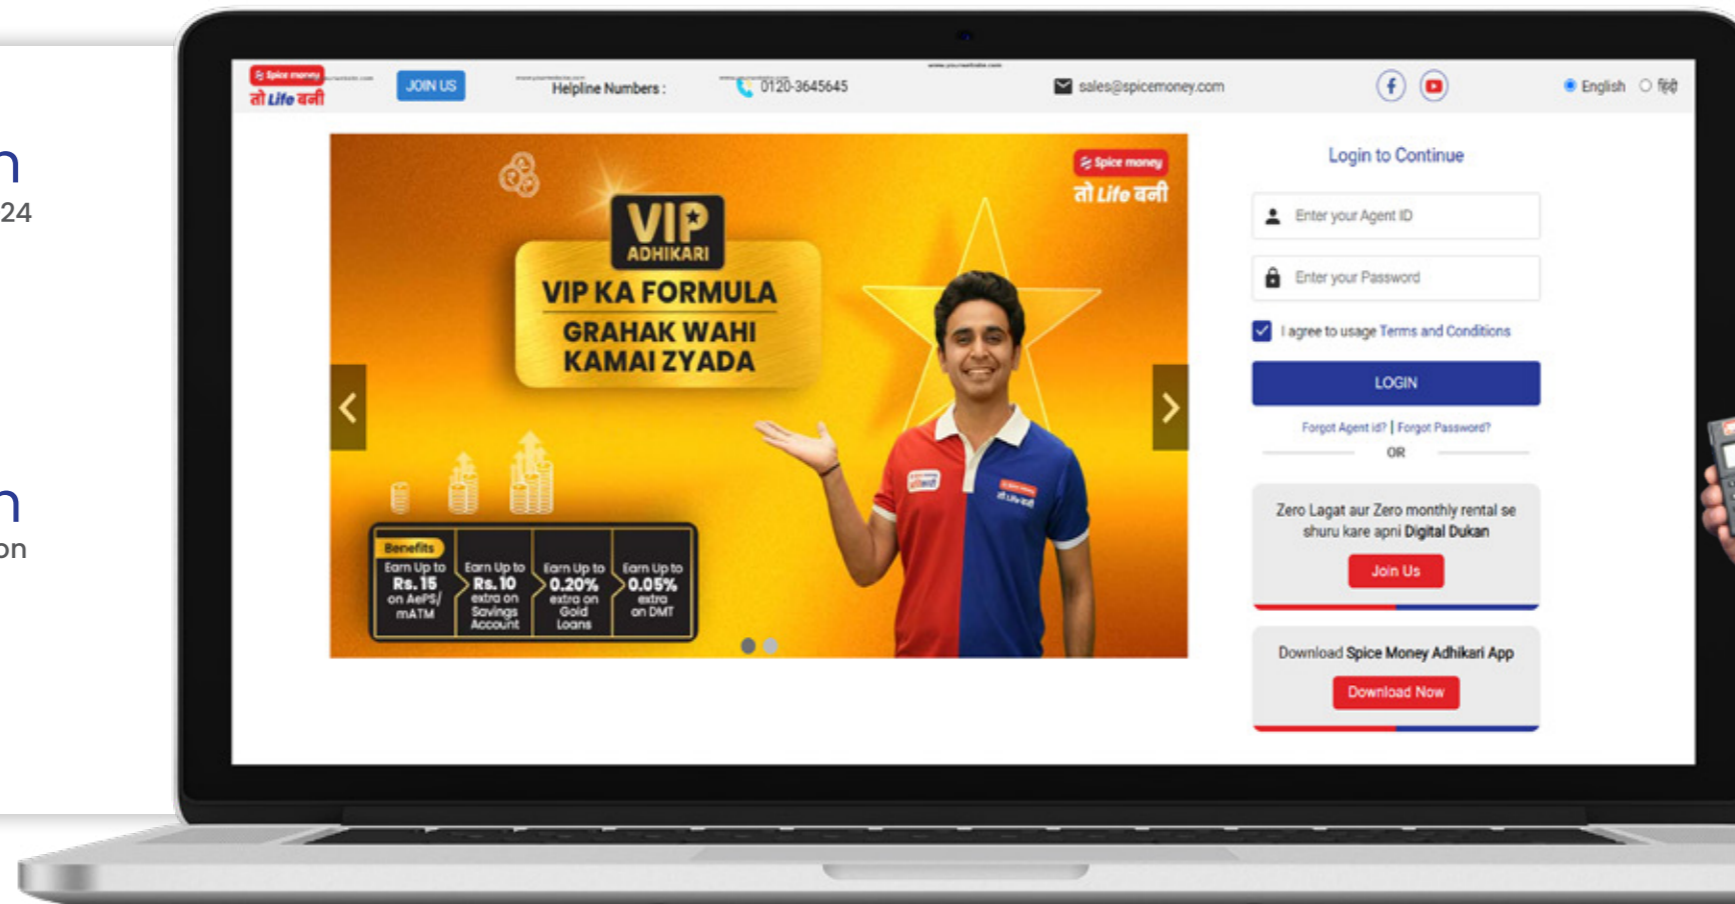 n
24
n
on
Spice money
तो Life बनी
JOIN US
Helpline Numbers :
0120-3645645
www.yourwebsite.com
sales@spicemoney.com
English
हिंदी
Spice money
तो Life बनी
VIP
ADHIKARI
VIP KA FORMULA
GRAHAK WAHI
KAMAI ZYADA
Benefits
Earn Up to
Rs. 15
on AePS/
mATM
Earn Up to
Rs. 10
extra on
Savings
Account
Earn Up to
0.20%
extra on
Gold
Loans
Earn Up to
0.05%
extra
on DMT
Login to Continue
Enter your Agent ID
Enter your Password
I agree to usage Terms and Conditions
LOGIN
Forgot Agent id? | Forgot Password?
OR
Zero Lagat aur Zero monthly rental se
shuru kare apni Digital Dukan
Join Us
Download Spice Money Adhikari App
Download Now